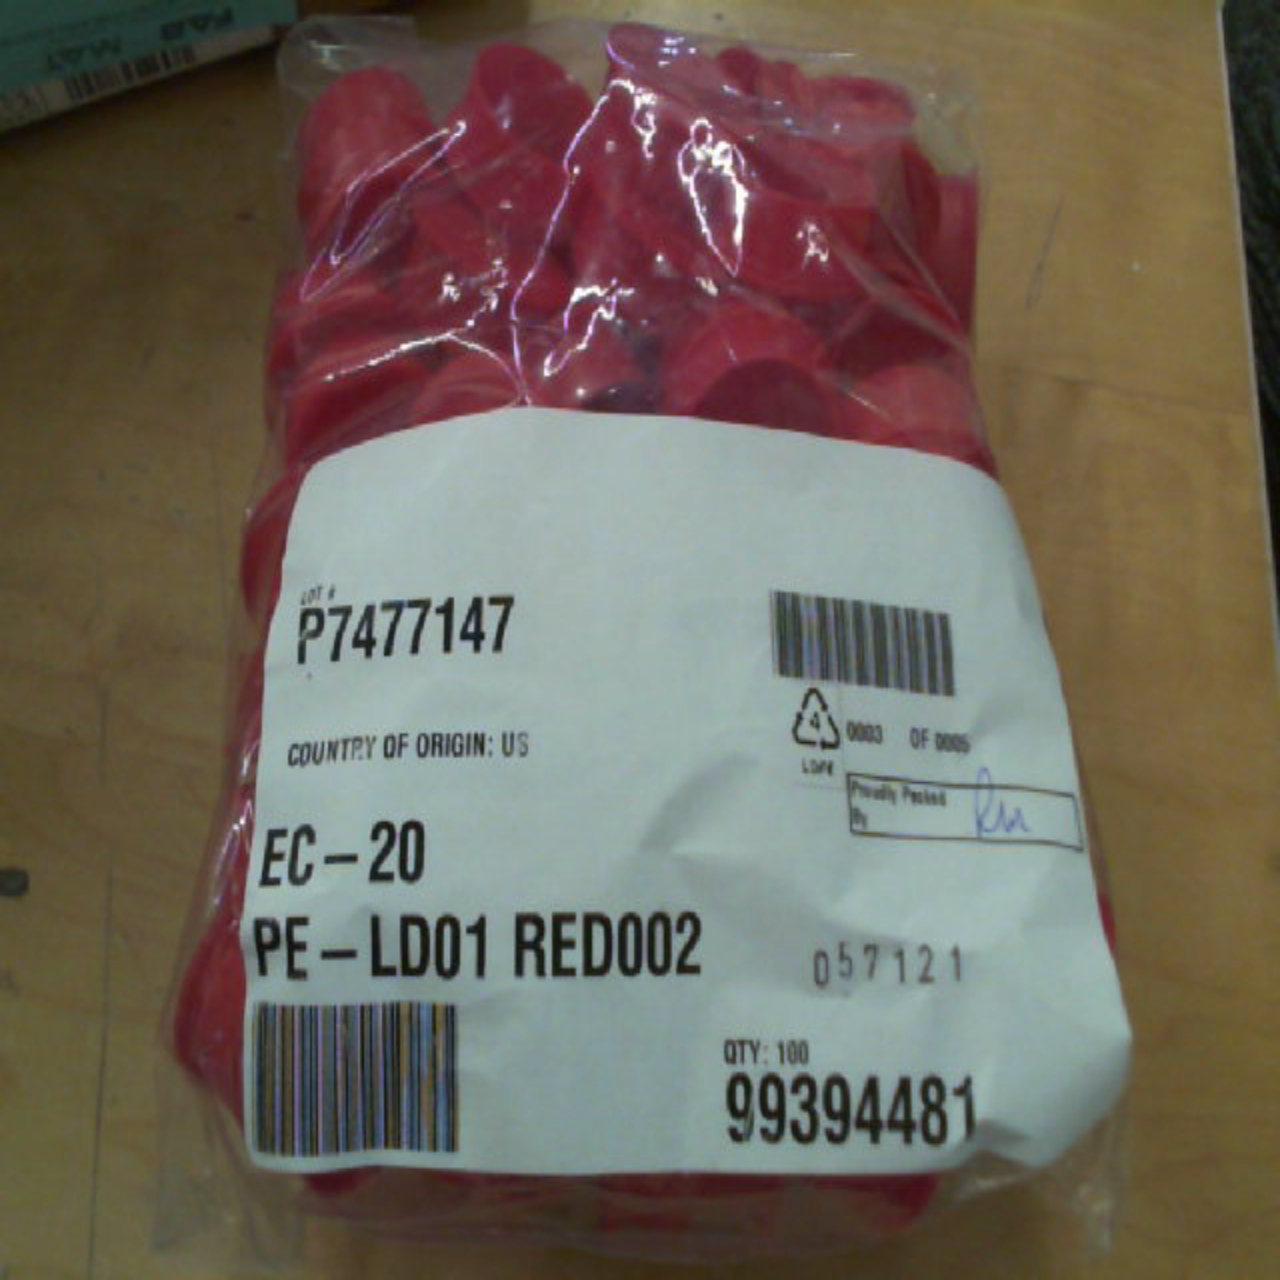 LOT #
P7477147
COUNTRY OF ORIGIN: US
4
LDPE
0003 OF 0005
Proudly Packed
By
EC-20
PE-LD01 RED002
057121
QTY: 100
99394481